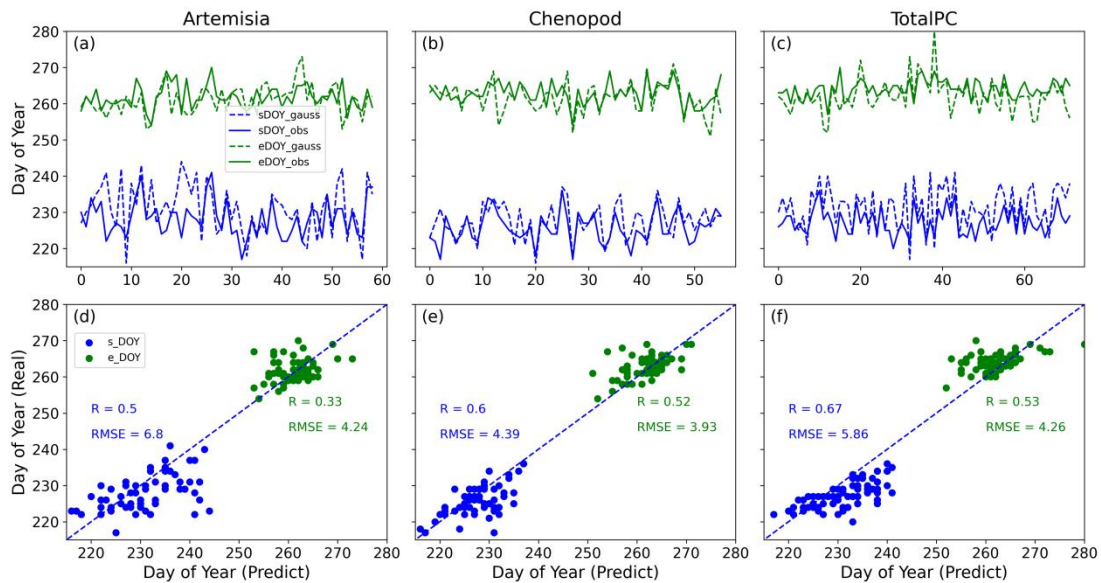 Artemisia
Chenopod
TotalPC
280
270
260
250
240
230
220
Day of Year
(a)
sDOY_gauss
sDOY_obs
eDOY_gauss
eDOY_obs
0 10 20 30 40 50 60
(b)
0 10 20 30 40 50
(c)
0 20 40 60
280
270
260
250
240
230
220
Day of Year (Real)
(d)
s_DOY
e_DOY
R = 0.5
RMSE = 6.8
R = 0.33
RMSE = 4.24
220 230 240 250 260 270 280
Day of Year (Predict)
(e)
R = 0.6
RMSE = 4.39
R = 0.52
RMSE = 3.93
220 230 240 250 260 270 280
Day of Year (Predict)
(f)
R = 0.67
RMSE = 5.86
R = 0.53
RMSE = 4.26
220 230 240 250 260 270 280
Day of Year (Predict)